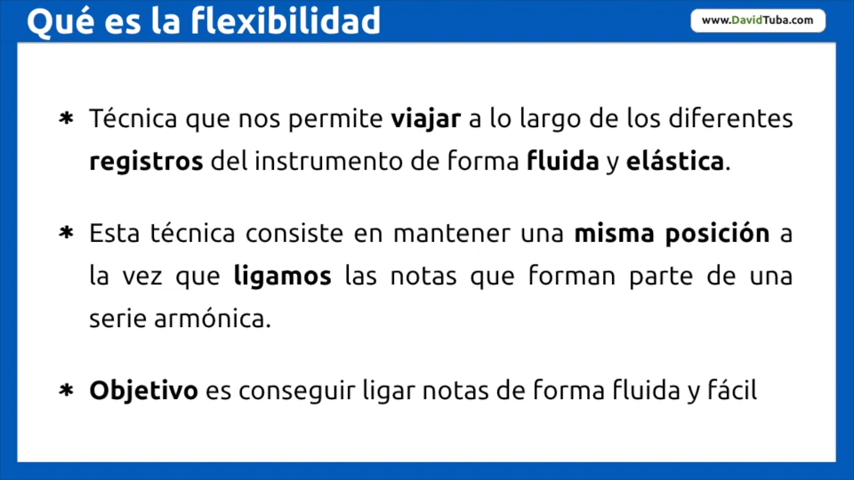 Qué es la flexibilidad
www.DavidTuba.com
* Técnica que nos permite viajar a lo largo de los diferentes
registros del instrumento de forma fluida y elástica.
* Esta técnica consiste en mantener una misma posición a
la vez que ligamos las notas que forman parte de una
serie armónica.
* Objetivo es conseguir ligar notas de forma fluida y fácil